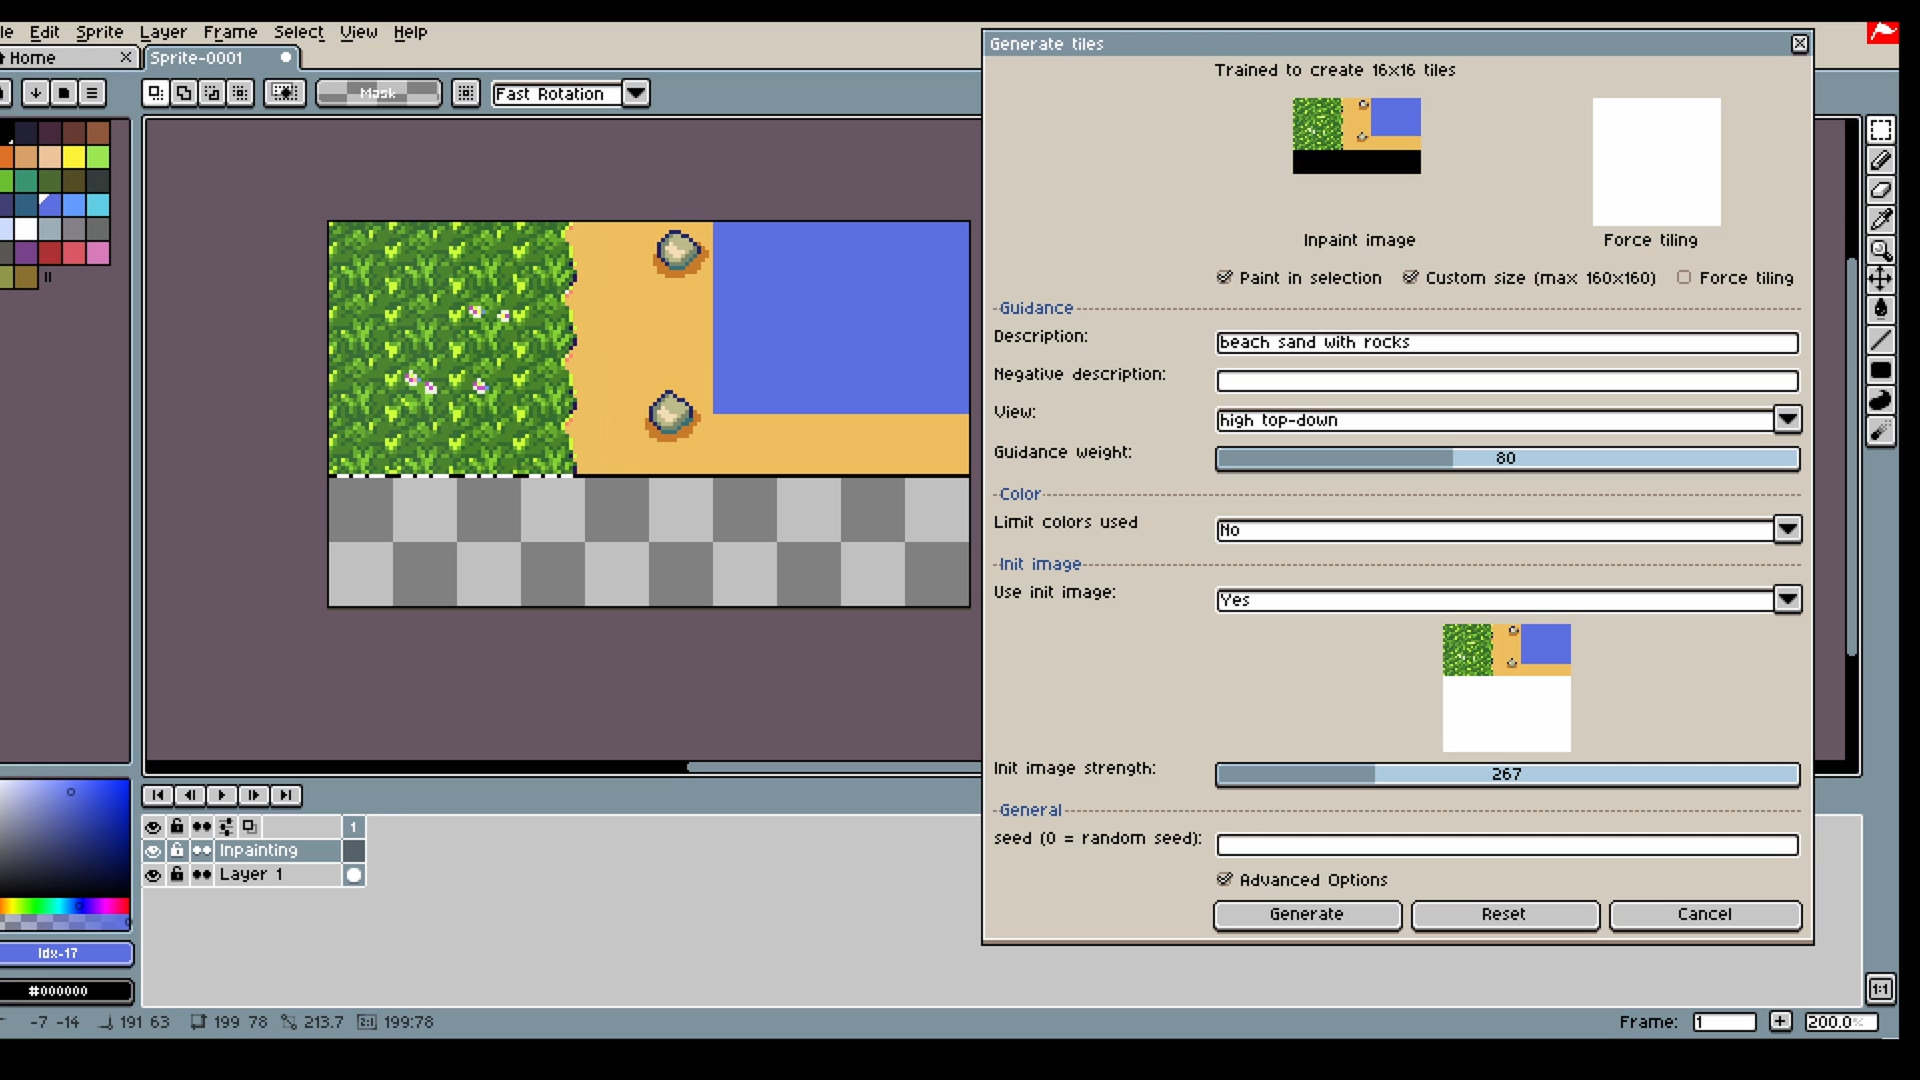 le Edit Sprite Layer Frame Select View Help
Home
Sprite-0001
Mask
Fast Rotation
Generate tiles
Trained to create 16x16 tiles
Inpaint image
Force tiling
Paint in selection
Custom size (max 160x160)
Force tiling
Guidance
Description:
beach sand with rocks
Negative description:
View:
high top-down
Guidance weight:
80
Color
Limit colors used
No
Init image
Use init image:
Yes
Init image strength:
267
General
seed (0 = random seed):
Advanced Options
Generate
Reset
Cancel
1
Inpainting
Layer 1
Idx-17
#000000
-7 -14
191 63
199 78
213.7
2:1
199:78
Frame:
1
+
200.0
1:1